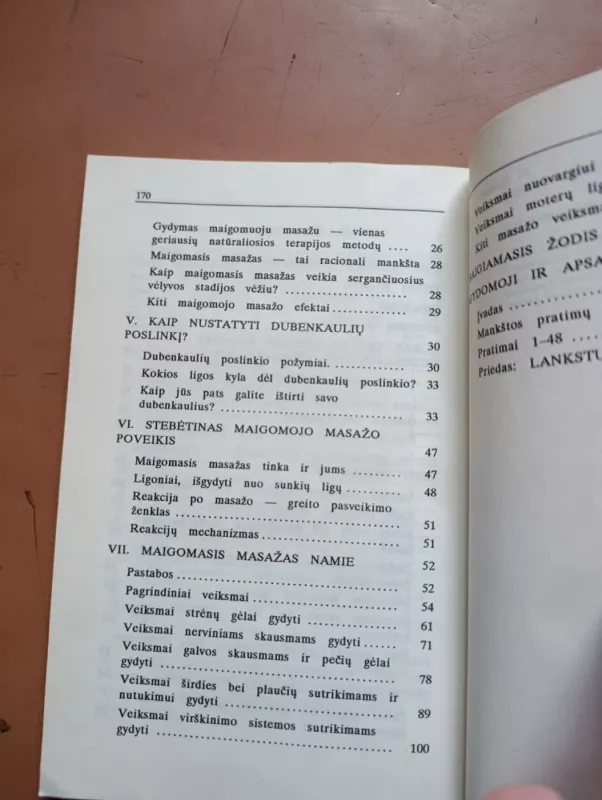 170
Gydymas maigomuoju masažu — vienas
geriausių natūraliosios terapijos metodų .... 26
Maigomasis masažas — tai racionali mankšta 28
Kaip maigomasis masažas veikia sergančiuosius
vėlyvos stadijos vėžiu? ........................ 28
Kiti maigomojo masažo efektai .............. 29
V. KAIP NUSTATYTI DUBENKAULIŲ
POSLINKĮ? 30
Dubenkaulių poslinkio požymiai. ............ 30
Kokios ligos kyla dėl dubenkaulių poslinkio? 33
Kaip jūs pats galite ištirti savo
dubenkaulius? ................................ 33
VI. STEBĖTINAS MAIGOMOJO MASAŽO
POVEIKIS 47
Maigomasis masažas tinka ir jums ......... 47
Ligoniai, išgydyti nuo sunkių ligų .......... 48
Reakcija po masažo — greito pasveikimo
ženklas ........................................ 51
Reakcijų mechanizmas ........................ 51
VII. MAIGOMASIS MASAŽAS NAMIE 52
Pastabos ....................................... 52
Pagrindiniai veiksmai .......................... 54
Veiksmai strėnų gėlai gydyti ................ 61
Veiksmai nerviniams skausmams gydyti ...... 71
Veiksmai galvos skausmams ir pečių gėlai
gydyti .......................................... 78
Veiksmai širdies bei plaučių sutrikimams ir
nutukimui gydyti .............................. 89
Veiksmai virškinimo sistemos sutrikimams
gydyti .......................................... 100
Veiksmai nuovargiui
Veiksmai moterų
Kiti masažo
ŽODIS
IR
Įvadas ..............
Mankštos pratimų
Pratimai 1–48 ......
Priedas: